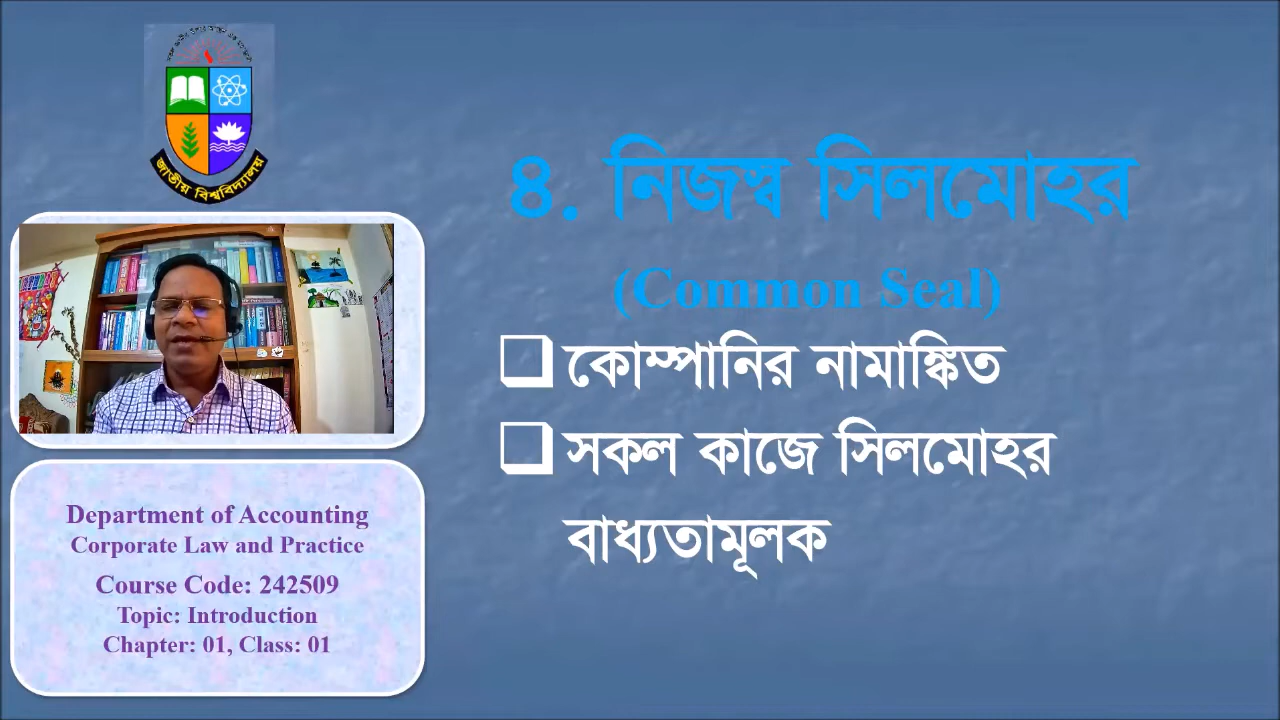 জাতীয় বিশ্ববিদ্যালয়
৪. নিজস্ব সিলমোহর
(Common Seal)
কোম্পানির নামাঙ্কিত
সকল কাজে সিলমোহর
বাধ্যতামূলক
Department of Accounting
Corporate Law and Practice
Course Code: 242509
Topic: Introduction
Chapter: 01, Class: 01